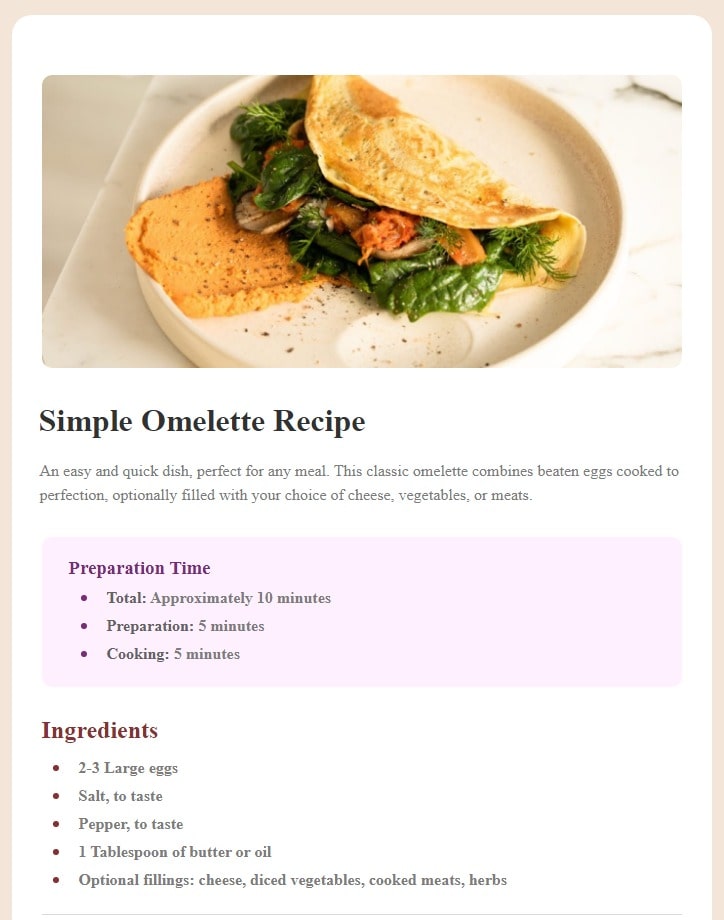 Simple Omelette Recipe
An easy and quick dish, perfect for any meal. This classic omelette combines beaten eggs cooked to
perfection, optionally filled with your choice of cheese, vegetables, or meats.
Preparation Time
Total: Approximately 10 minutes
Preparation: 5 minutes
Cooking: 5 minutes
Ingredients
2-3 Large eggs
Salt, to taste
Pepper, to taste
1 Tablespoon of butter or oil
Optional fillings: cheese, diced vegetables, cooked meats, herbs